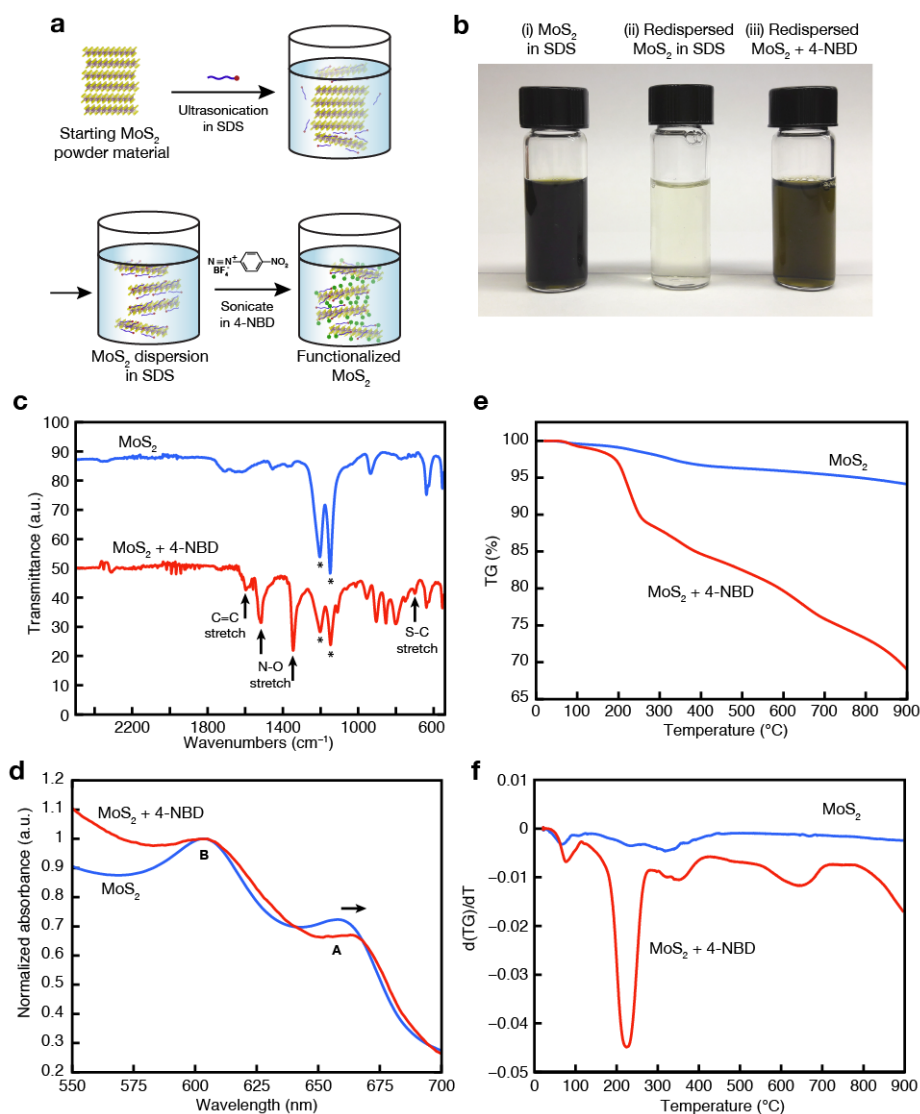 a
Starting MoS₂
powder material
Ultrasonication
in SDS
MoS₂ dispersion
in SDS
N=N⁺
BF₄⁻
NO₂
Sonicate
in 4-NBD
Functionalized
MoS₂
b
(i) MoS₂
in SDS
(ii) Redispersed
MoS₂ in SDS
(iii) Redispersed
MoS₂ + 4-NBD
c
100
90
80
70
60
50
40
30
20
10
0
Transmittance (a.u.)
MoS₂
MoS₂ + 4-NBD
C=C
stretch
N-O
stretch
*
*
*
*
S-C
stretch
2200
1800
1400
1000
600
Wavenumbers (cm⁻¹)
d
1.2
1.1
1
0.9
0.8
0.7
0.6
0.5
0.4
0.3
0.2
Normalized absorbance (a.u.)
MoS₂ + 4-NBD
MoS₂
B
A
550
575
600
625
650
675
700
Wavelength (nm)
e
100
95
90
85
80
75
70
65
TG (%)
MoS₂
MoS₂ + 4-NBD
0
100
200
300
400
500
600
700
800
900
Temperature (°C)
f
0.01
0
−0.01
−0.02
−0.03
−0.04
−0.05
d(TG)/dT
MoS₂
MoS₂ + 4-NBD
0
100
200
300
400
500
600
700
800
900
Temperature (°C)